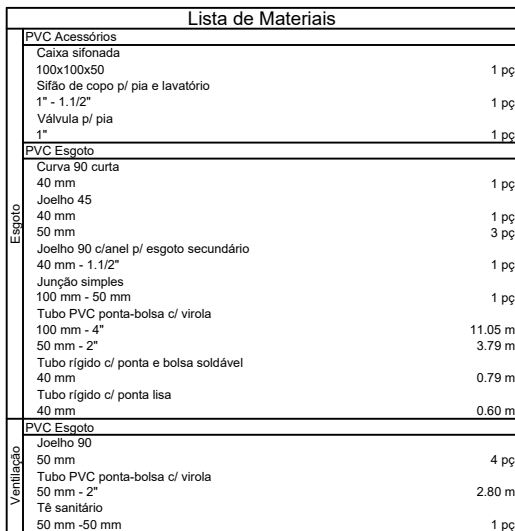 Lista de Materiais
Esgoto
PVC Acessórios
Caixa sifonada
100x100x50 1 pç
Sifão de copo p/ pia e lavatório
1" - 1.1/2" 1 pç
Válvula p/ pia
1" 1 pç
PVC Esgoto
Curva 90 curta
40 mm 1 pç
Joelho 45
40 mm 1 pç
50 mm 3 pç
Joelho 90 c/anel p/ esgoto secundário
40 mm - 1.1/2" 1 pç
Junção simples
100 mm - 50 mm 1 pç
Tubo PVC ponta-bolsa c/ virola
100 mm - 4" 11.05 m
50 mm - 2" 3.79 m
Tubo rígido c/ ponta e bolsa soldável
40 mm 0.79 m
Tubo rígido c/ ponta lisa
40 mm 0.60 m
Ventilação
PVC Esgoto
Joelho 90
50 mm 4 pç
Tubo PVC ponta-bolsa c/ virola
50 mm - 2" 2.80 m
Tê sanitário
50 mm -50 mm 1 pç